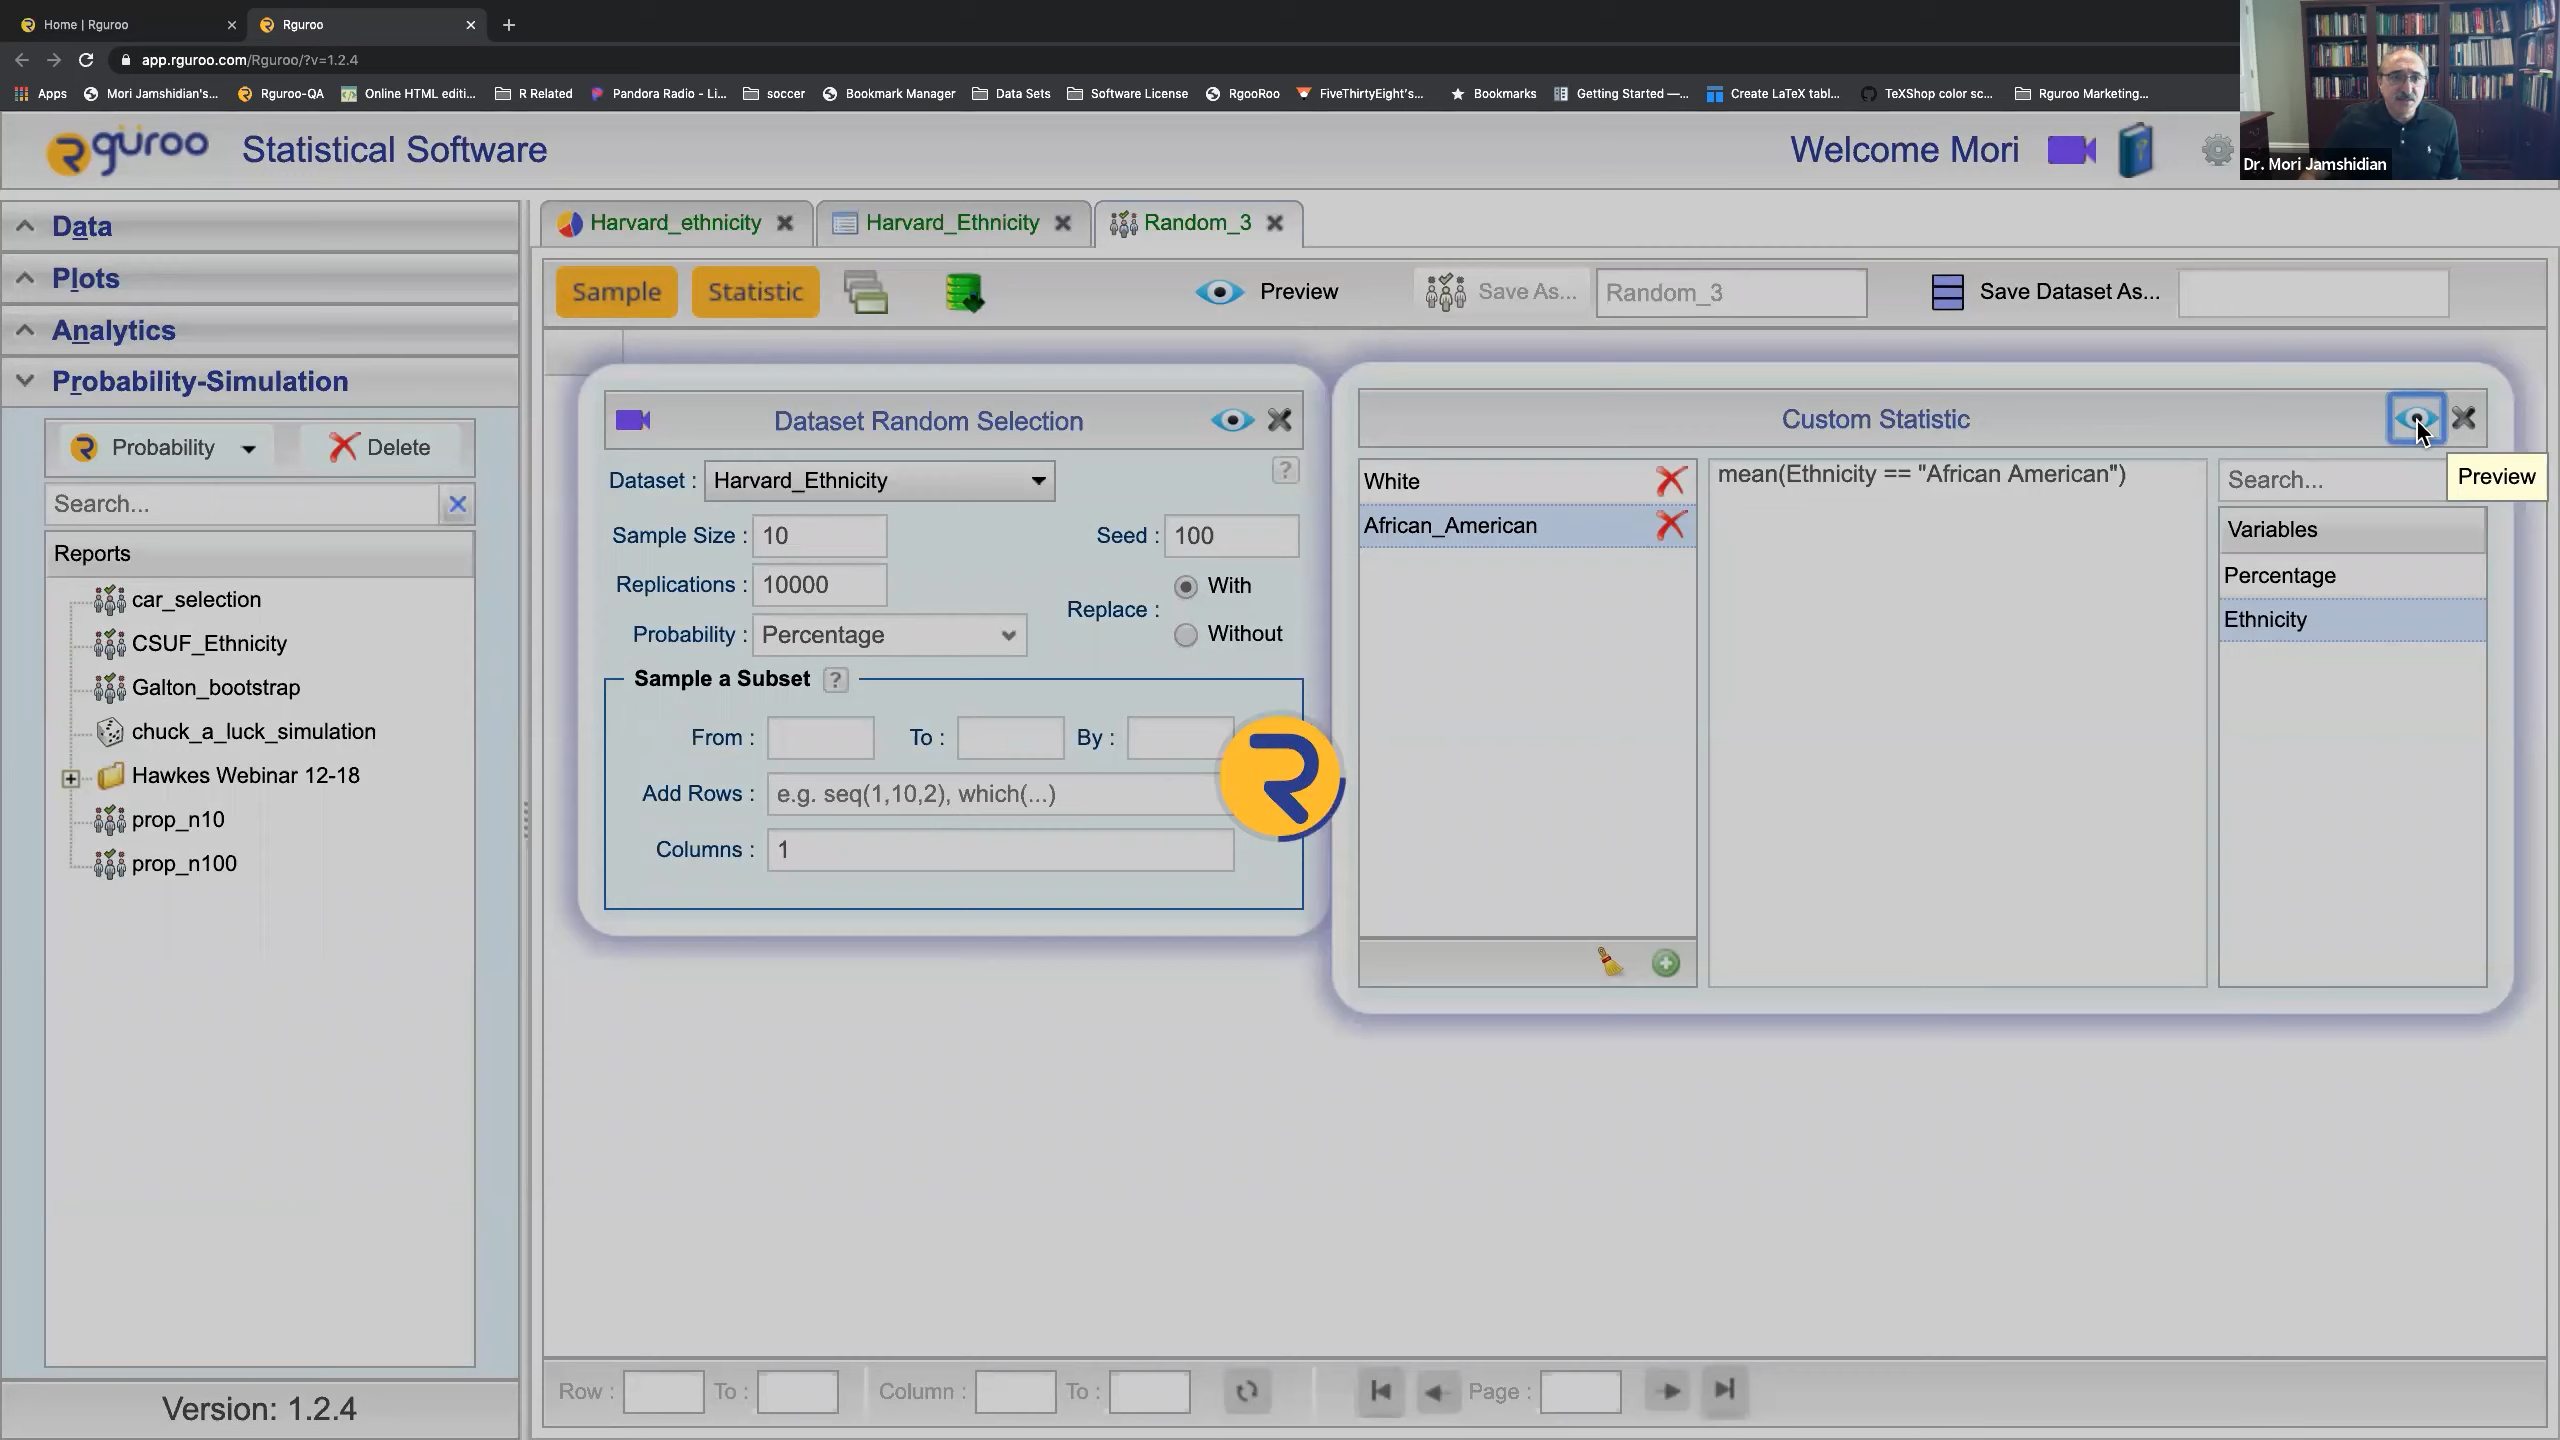 Home | Rguroo
Rguroo
app.rguroo.com/Rguroo/?v=1.2.4
Apps
Mori Jamshidian's...
Rguroo-QA
Online HTML editi...
R Related
Pandora Radio - Li...
soccer
Bookmark Manager
Data Sets
Software License
RgooRoo
FiveThirtyEight's...
Bookmarks
Getting Started —...
Create LaTeX tabl...
TeXShop color sc...
Rguroo Marketing...
Rguroo
Statistical Software
Welcome Mori
Dr. Mori Jamshidian
Data
Plots
Analytics
Probability-Simulation
Probability
Delete
Search...
Reports
car_selection
CSUF_Ethnicity
Galton_bootstrap
chuck_a_luck_simulation
Hawkes Webinar 12-18
prop_n10
prop_n100
Version: 1.2.4
Harvard_ethnicity
Harvard_Ethnicity
Random_3
Sample
Statistic
Preview
Save As...
Random_3
Save Dataset As...
Dataset Random Selection
Dataset :
Harvard_Ethnicity
?
Sample Size :
10
Seed :
100
Replications :
10000
Replace :
With
Without
Probability :
Percentage
Sample a Subset
?
From :
To :
By :
Add Rows :
e.g. seq(1,10,2), which(...)
Columns :
1
R
Custom Statistic
White
African_American
mean(Ethnicity == "African American")
Search...
Preview
Variables
Percentage
Ethnicity
Row :
To :
Column :
To :
Page :